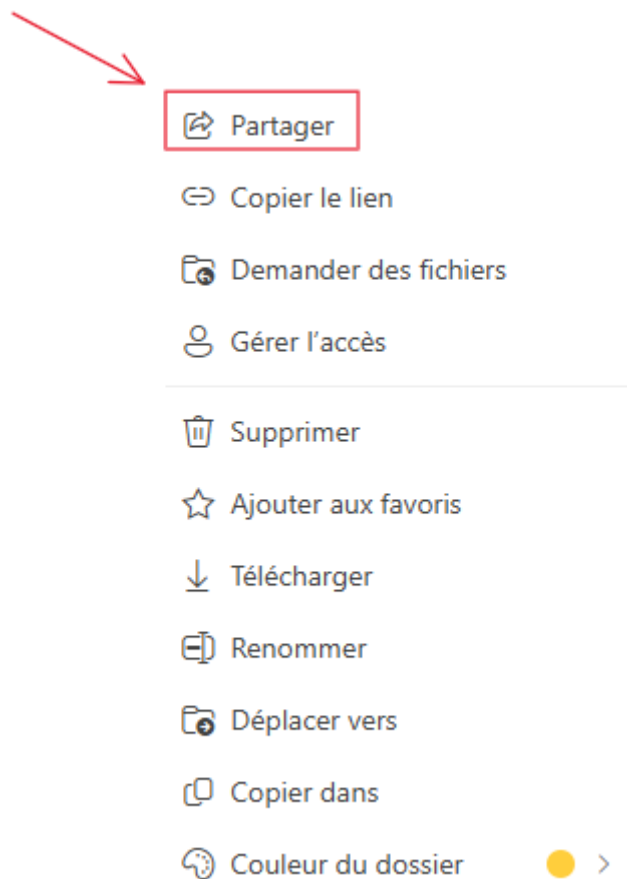 Partager
Copier le lien
Demander des fichiers
Gérer l’accès
Supprimer
Ajouter aux favoris
Télécharger
Renommer
Déplacer vers
Copier dans
Couleur du dossier